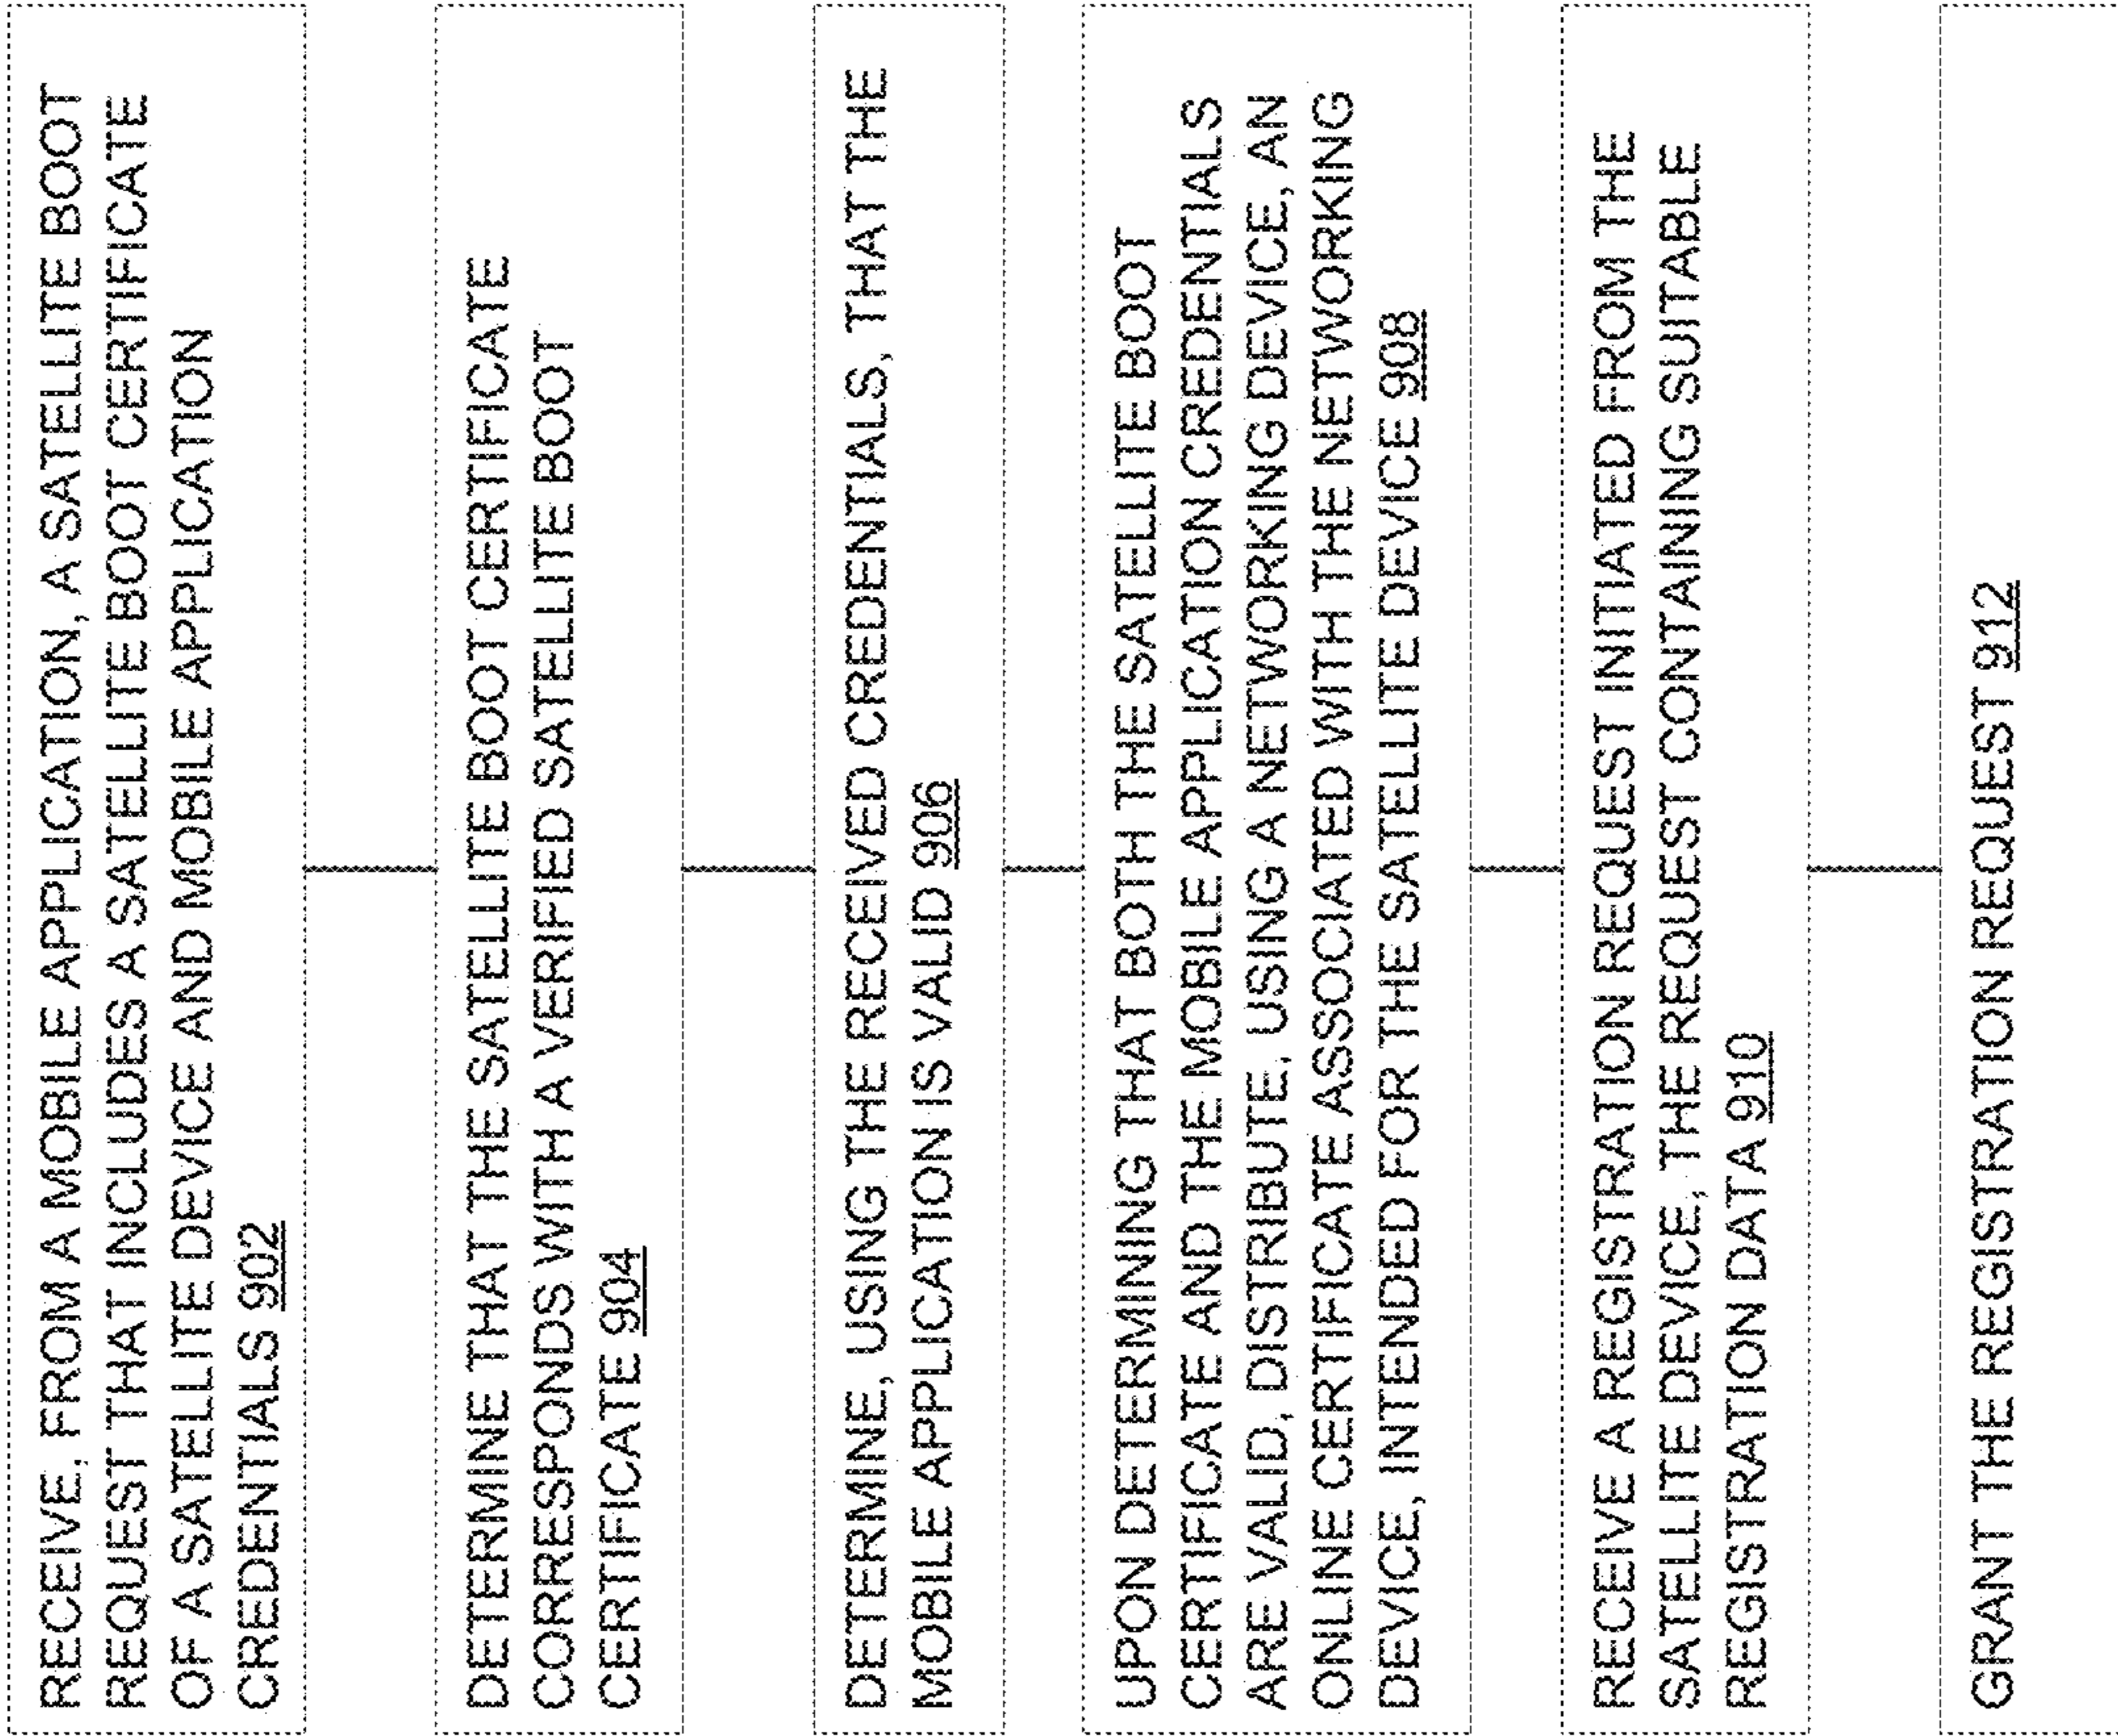 RECEIVE, FROM A MOBILE APPLICATION, A SATELLITE BOOT
REQUEST THAT INCLUDES A SATELLITE BOOT CERTIFICATE
OF A SATELLITE DEVICE AND MOBILE APPLICATION
CREDENTIALS 902
DETERMINE THAT THE SATELLITE BOOT CERTIFICATE
CORRESPONDS WITH A VERIFIED SATELLITE BOOT
CERTIFICATE 904
DETERMINE, USING THE RECEIVED CREDENTIALS, THAT THE
MOBILE APPLICATION IS VALID 906
UPON DETERMINING THAT BOTH THE SATELLITE BOOT
CERTIFICATE AND THE MOBILE APPLICATION CREDENTIALS
ARE VALID, DISTRIBUTE, USING A NETWORKING DEVICE, AN
ONLINE CERTIFICATE ASSOCIATED WITH THE NETWORKING
DEVICE, INTENDED FOR THE SATELLITE DEVICE 908
RECEIVE A REGISTRATION REQUEST INITIATED FROM THE
SATELLITE DEVICE, THE REQUEST CONTAINING SUITABLE
REGISTRATION DATA 910
GRANT THE REGISTRATION REQUEST 912